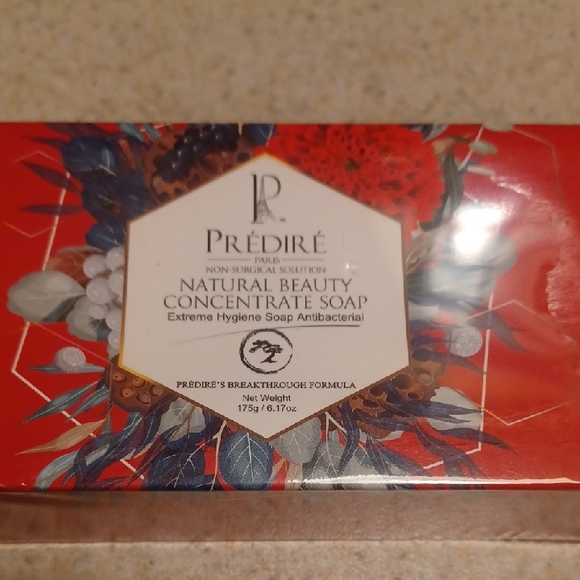 PRÉDIRÉ
PARIS
NON-SURGICAL SOLUTION
NATURAL BEAUTY
CONCENTRATE SOAP
Extreme Hygiene Soap Antibacterial
PRÉDIRÉ'S BREAKTHROUGH FORMULA
Net Weight
175g / 6.17oz